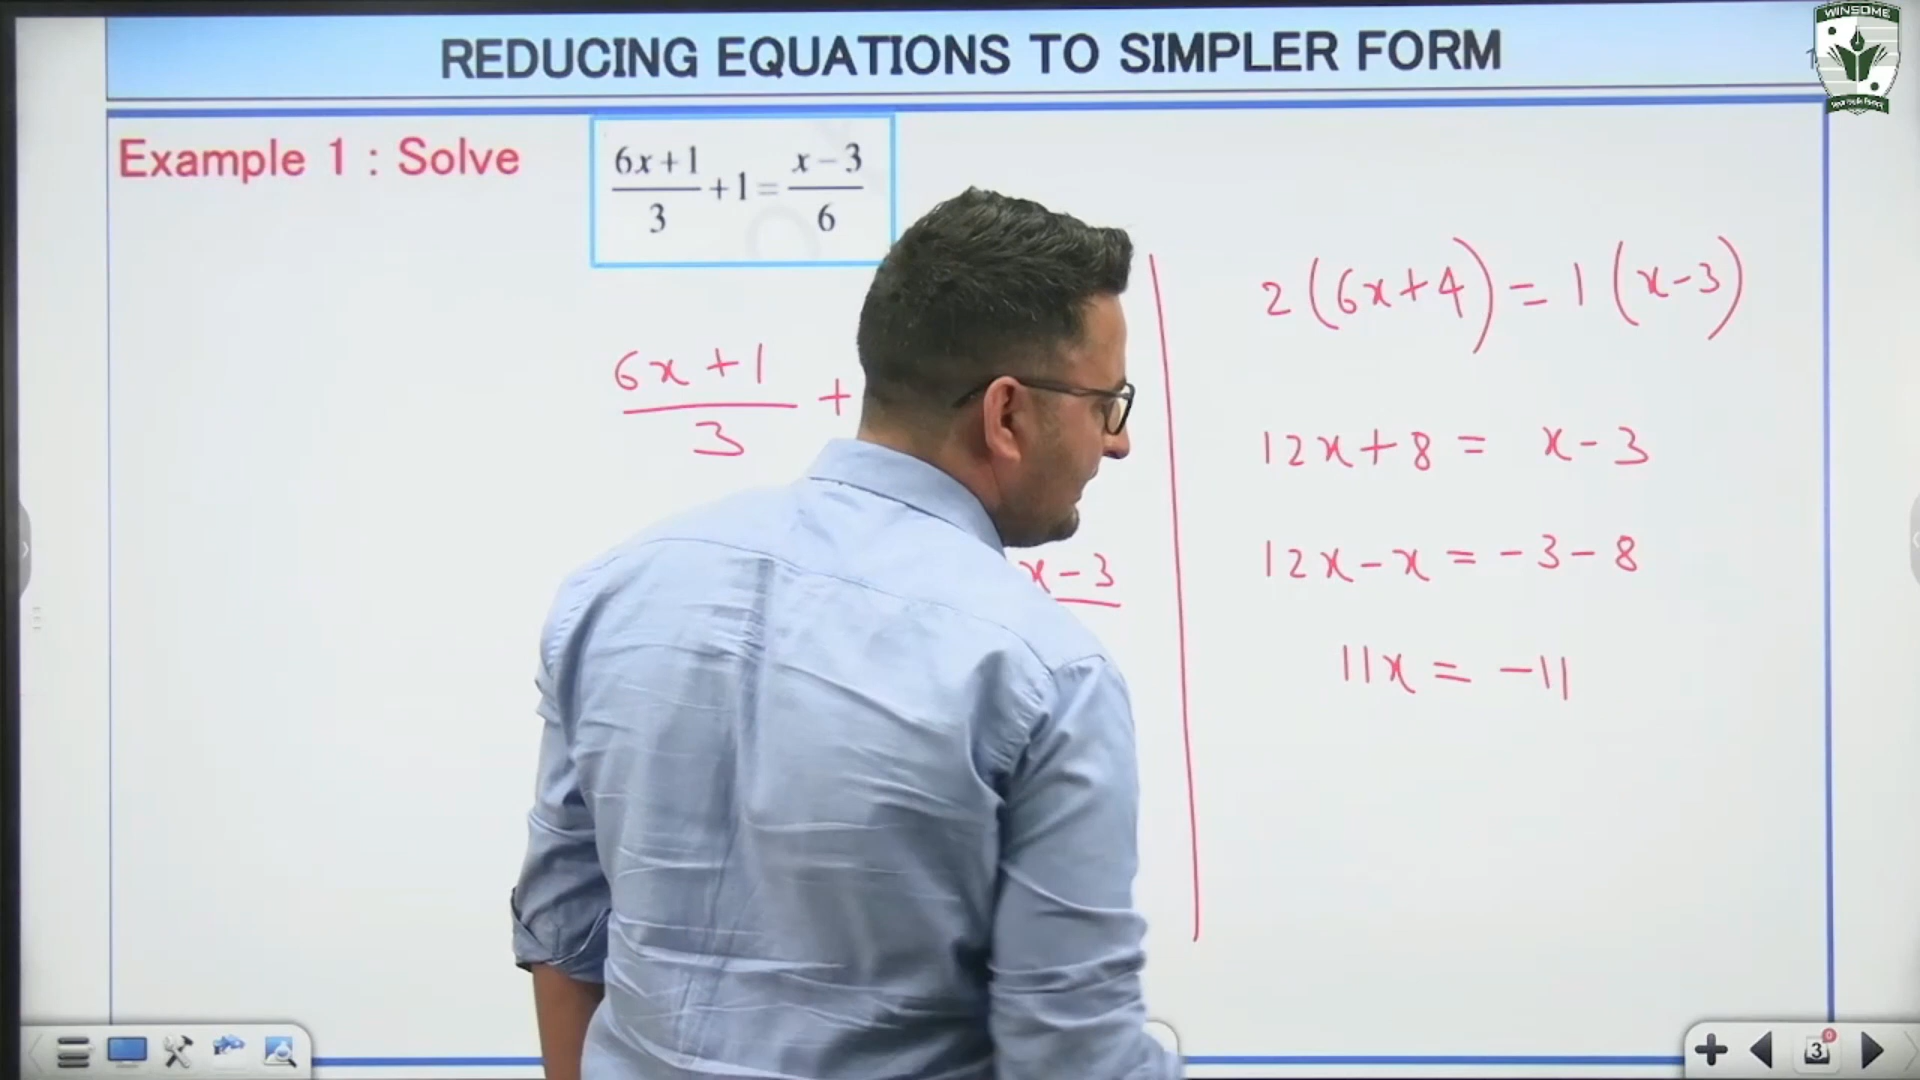 WINSOME
REDUCING EQUATIONS TO SIMPLER FORM
Example 1 : Solve
6x+1
3
+1=
x-3
6
6x+1
3
+
x-3
2(6x+4)=1(x-3)
12x+8 = x-3
12x-x = -3-8
11x = -11
3